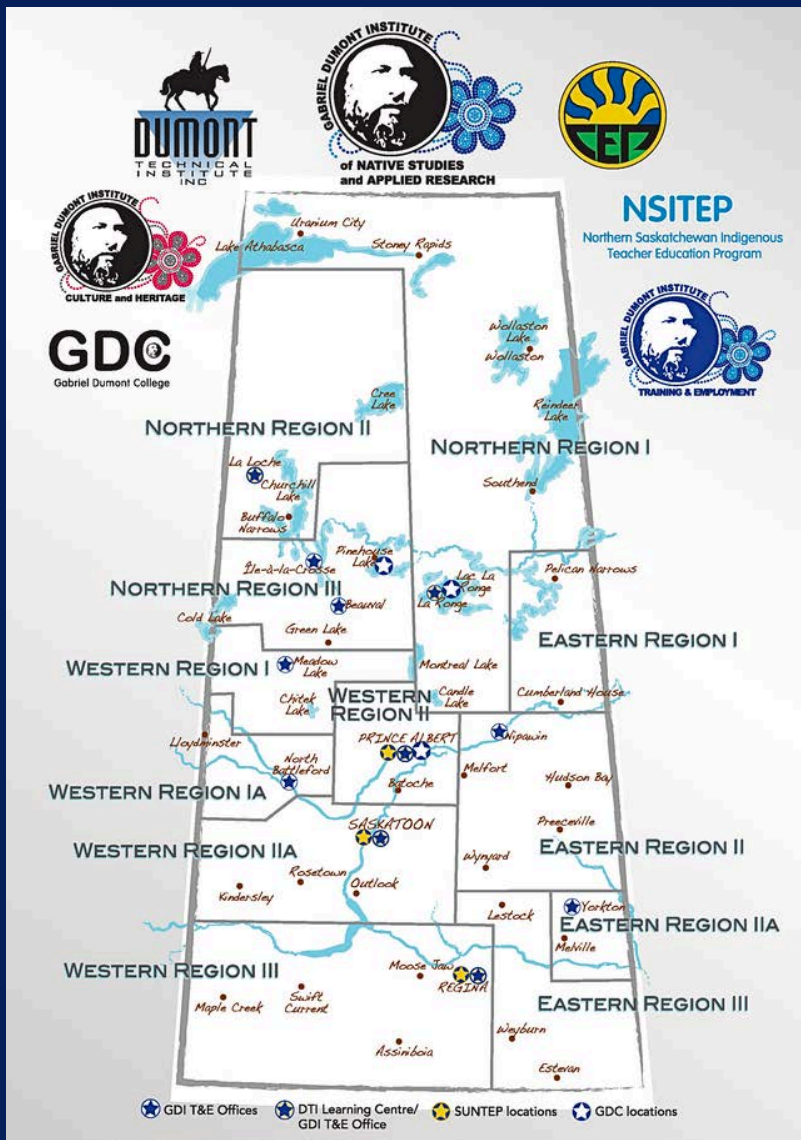 DUMONT
TECHNICAL
INSTITUTE
INC
GABRIEL DUMONT INSTITUTE
of NATIVE STUDIES
and APPLIED RESEARCH
GABRIEL DUMONT INSTITUTE
CULTURE and HERITAGE
NSITEP
Northern Saskatchewan Indigenous
Teacher Education Program
GDC
Gabriel Dumont College
GABRIEL DUMONT INSTITUTE
TRAINING & EMPLOYMENT
Uranium City
Lake Athabasca
Stoney Rapids
Wollaston
Lake
Wollaston
Reindeer
Lake
Cree
Lake
NORTHERN REGION II
NORTHERN REGION I
La Loche
Churchill
Lake
Buffalo
Narrows
Southend
Pinehouse
Lake
Île-à-la-Crosse
NORTHERN REGION III
Beauval
Lac La
Ronge
La Ronge
Pelican Narrows
Cold Lake
Green Lake
EASTERN REGION I
WESTERN REGION I
Meadow
Lake
Montreal Lake
Chitek
Lake
WESTERN
REGION II
Candle
Lake
Cumberland House
Lloydminster
PRINCE ALBERT
Nipawin
North
Battleford
Batoche
Melfort
Hudson Bay
WESTERN REGION IA
SASKATOON
Preeceville
WESTERN REGION IIA
EASTERN REGION II
Wynyard
Rosetown
Kindersley
Outlook
Lestock
Yorkton
EASTERN REGION IIA
Melville
WESTERN REGION III
Moose Jaw
REGINA
Maple Creek
Swift
Current
EASTERN REGION III
Weyburn
Assiniboia
Estevan
GDI T&E Offices
DTI Learning Centre/
GDI T&E Office
SUNTEP locations
GDC locations